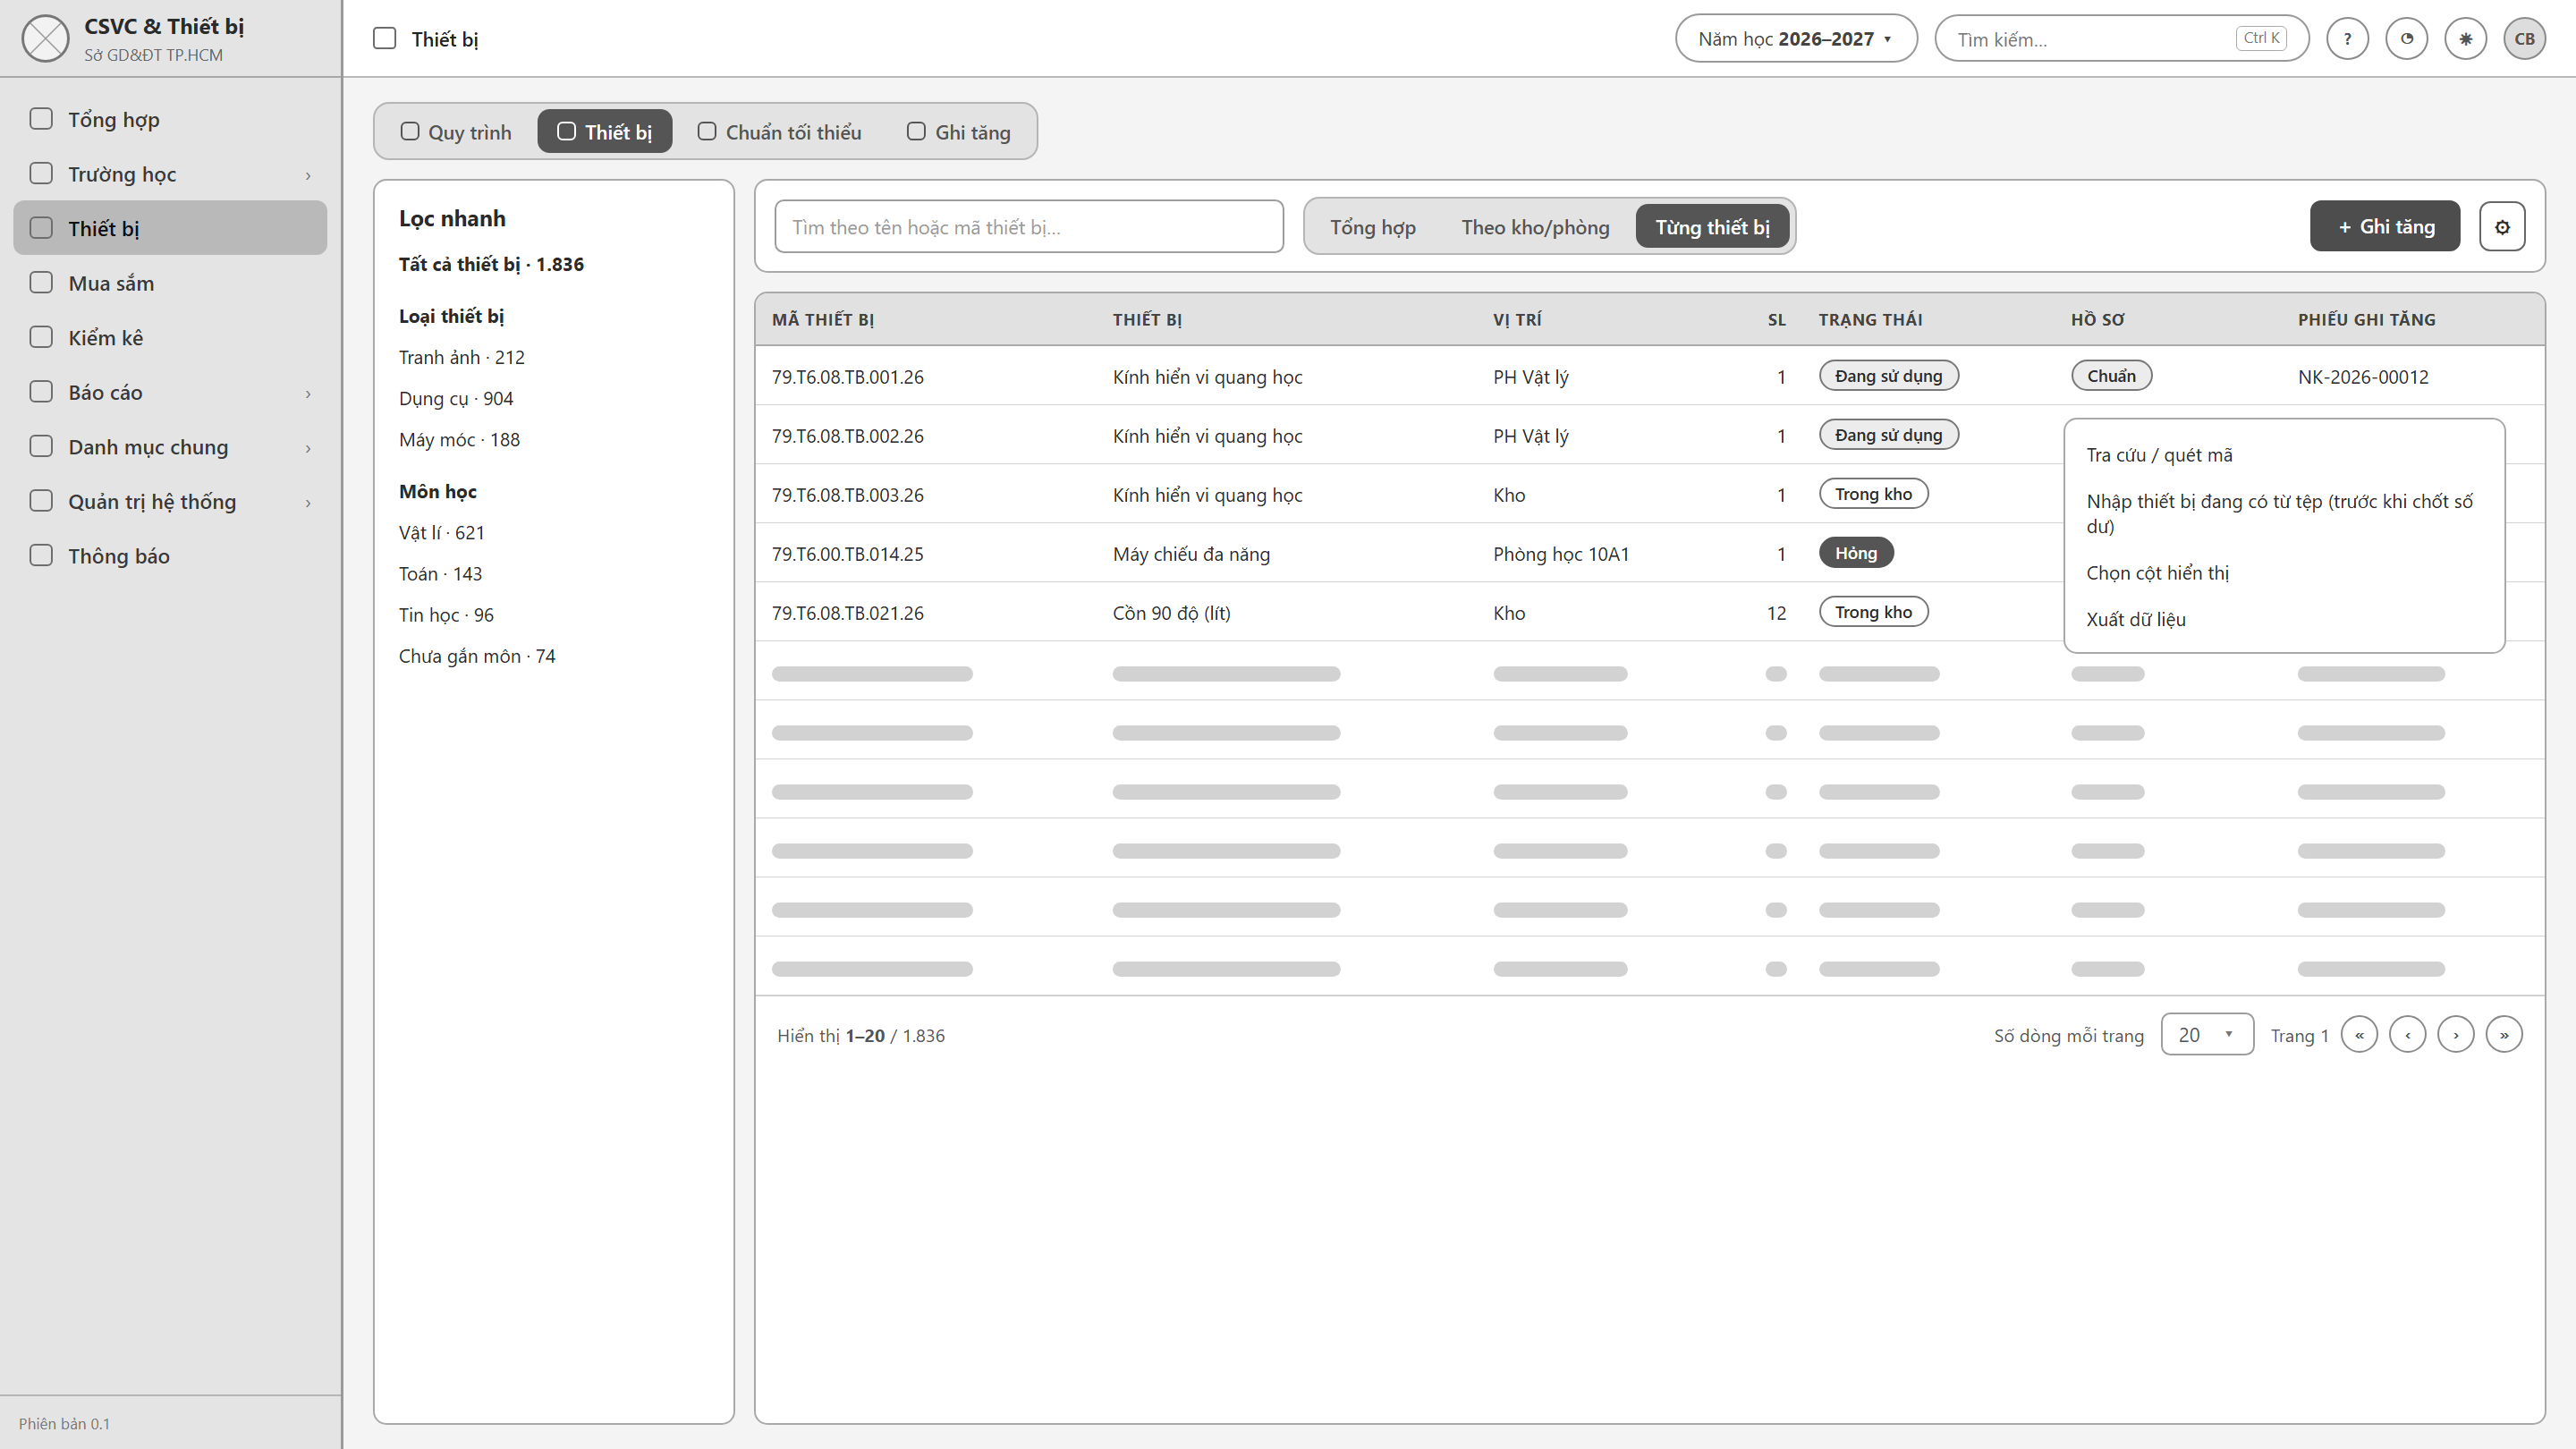 CSVC & Thiết bị
Sở GD&ĐT TP.HCM
Tổng hợp
Trường học ›
Thiết bị
Mua sắm
Kiểm kê
Báo cáo ›
Danh mục chung ›
Quản trị hệ thống ›
Thông báo
Phiên bản 0.1
Thiết bị
Năm học 2026–2027 ▾
Tìm kiếm... Ctrl K
?
CB
Quy trình Thiết bị Chuẩn tối thiểu Ghi tăng
Lọc nhanh
Tất cả thiết bị · 1.836
Loại thiết bị
Tranh ảnh · 212
Dụng cụ · 904
Máy móc · 188
Môn học
Vật lí · 621
Toán · 143
Tin học · 96
Chưa gắn môn · 74
Tìm theo tên hoặc mã thiết bị...
Tổng hợp Theo kho/phòng Từng thiết bị
+ Ghi tăng
MÃ THIẾT BỊ THIẾT BỊ VỊ TRÍ SL TRẠNG THÁI HỒ SƠ PHIẾU GHI TĂNG
79.T6.08.TB.001.26 Kính hiển vi quang học PH Vật lý 1 Đang sử dụng Chuẩn NK-2026-00012
79.T6.08.TB.002.26 Kính hiển vi quang học PH Vật lý 1 Đang sử dụng
79.T6.08.TB.003.26 Kính hiển vi quang học Kho 1 Trong kho
79.T6.00.TB.014.25 Máy chiếu đa năng Phòng học 10A1 1 Hỏng
79.T6.08.TB.021.26 Cồn 90 độ (lít) Kho 12 Trong kho
Tra cứu / quét mã
Nhập thiết bị đang có từ tệp (trước khi chốt số
dư)
Chọn cột hiển thị
Xuất dữ liệu
Hiển thị 1–20 / 1.836
Số dòng mỗi trang 20 ▾ Trang 1 « ‹ › »